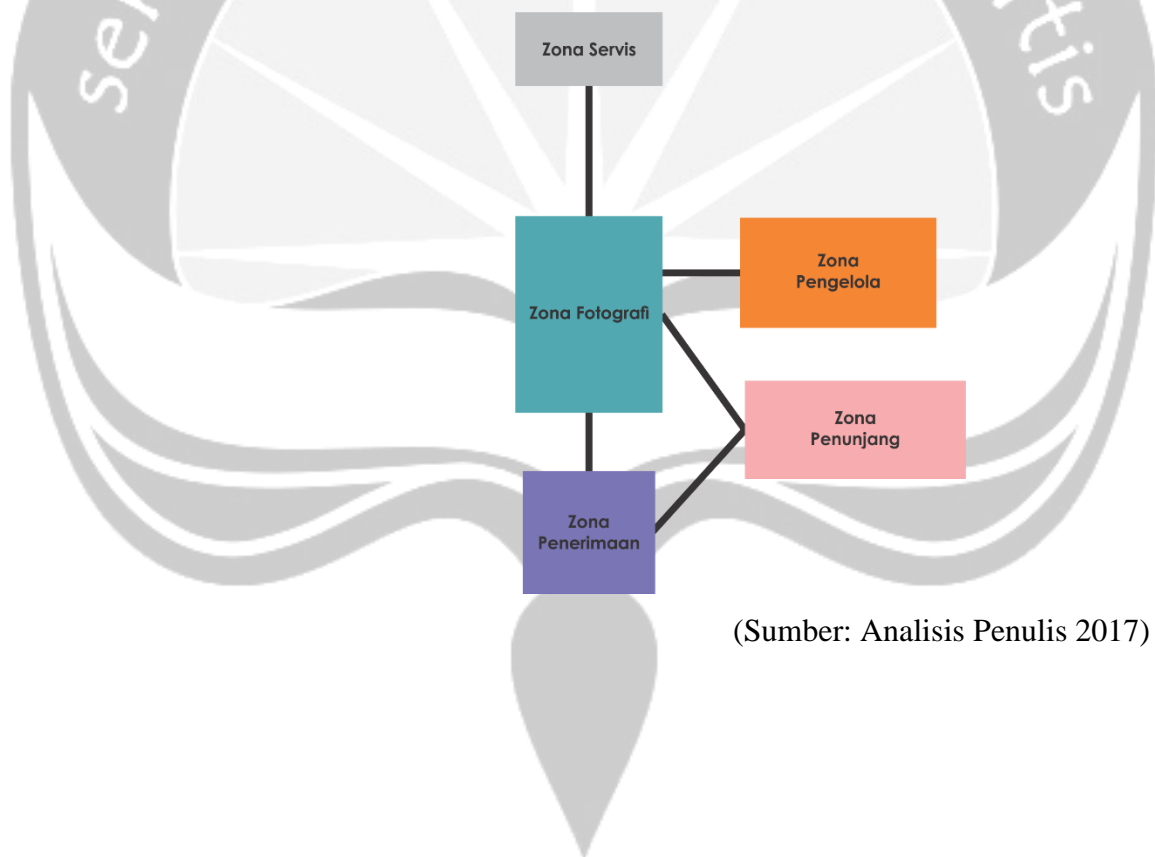 Zona Servis
Zona
Pengelola
Zona Fotografi
Zona
Penunjang
Zona
Penerimaan
(Sumber: Analisis Penulis 2017)